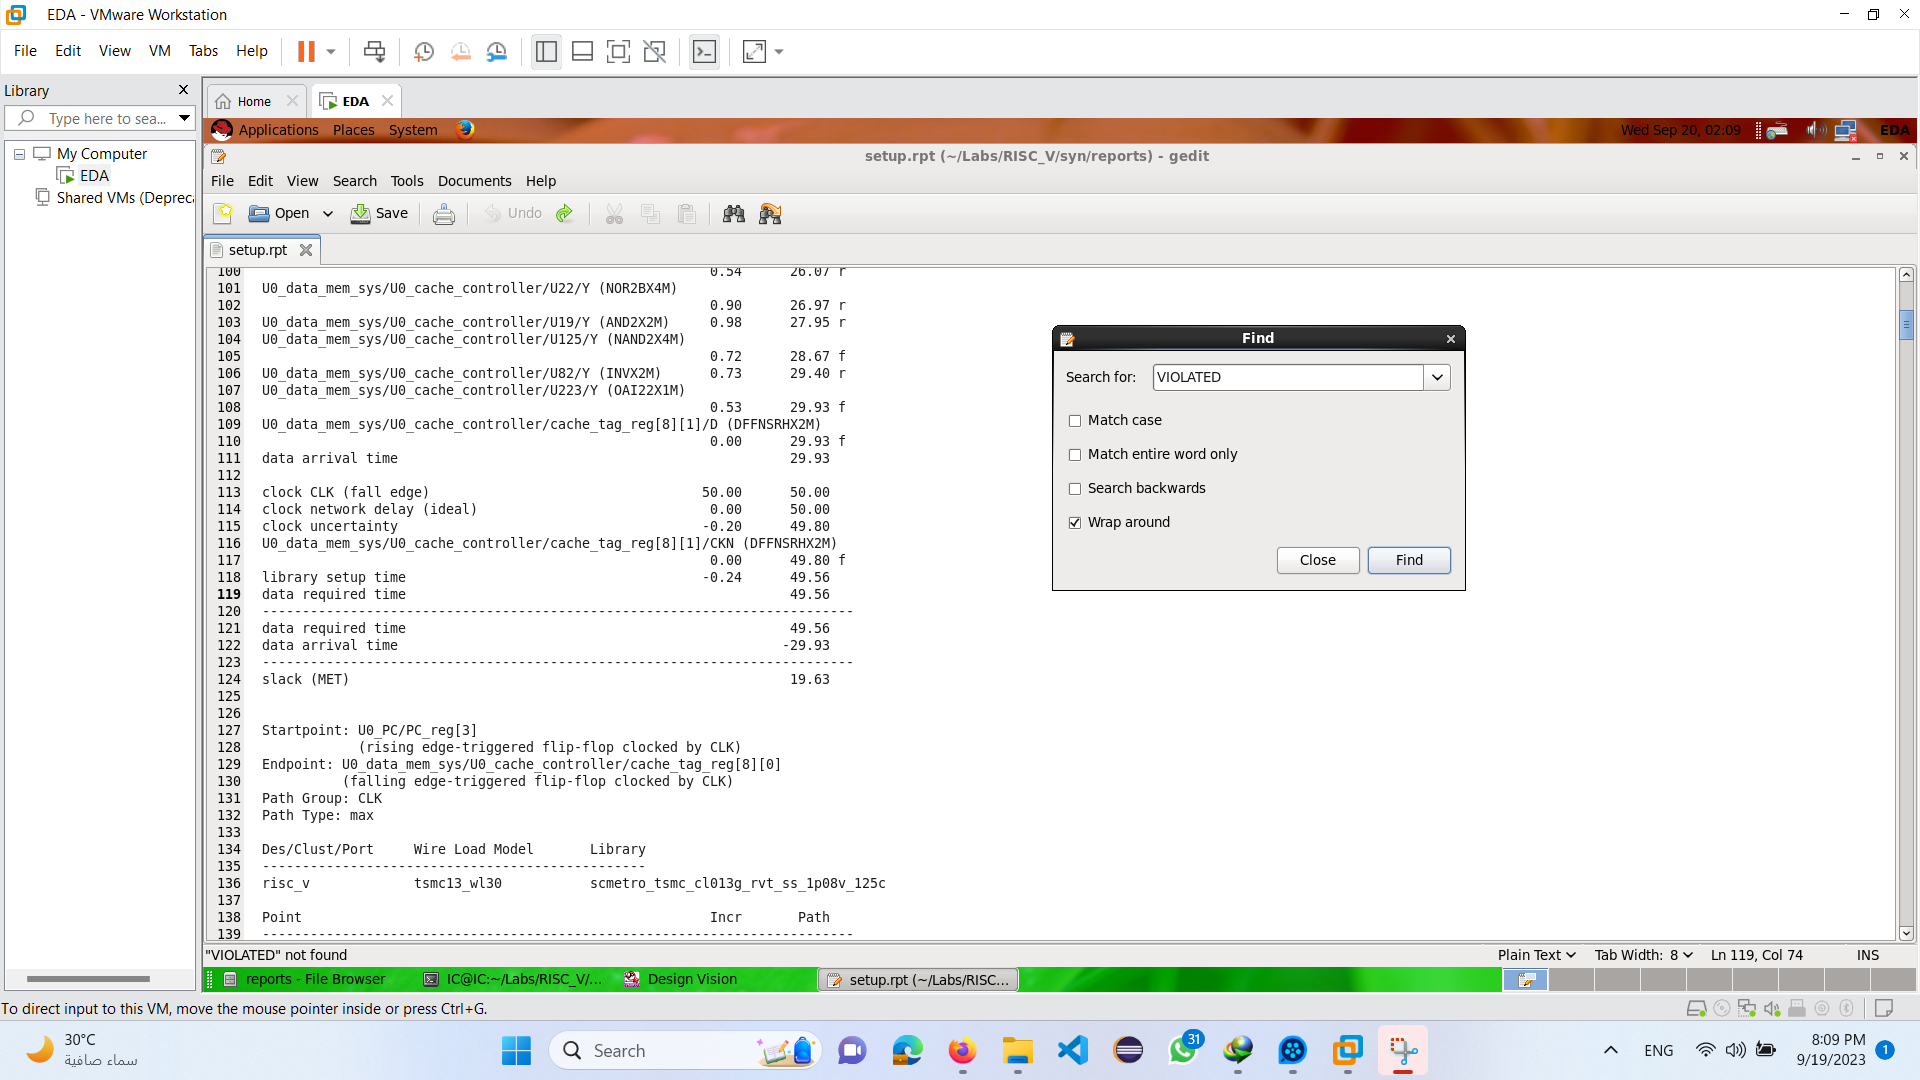 EDA - VMware Workstation
File Edit View VM Tabs Help
Library
Type here to sea...
My Computer
EDA
Shared VMs (Depreca
Home
EDA
Applications Places System
Wed Sep 20, 02:09
EDA
setup.rpt (~/Labs/RISC_V/syn/reports) - gedit
File Edit View Search Tools Documents Help
Open Save Undo
setup.rpt
100 0.54 26.07 r
101 U0_data_mem_sys/U0_cache_controller/U22/Y (NOR2BX4M)
102 0.90 26.97 r
103 U0_data_mem_sys/U0_cache_controller/U19/Y (AND2X2M) 0.98 27.95 r
104 U0_data_mem_sys/U0_cache_controller/U125/Y (NAND2X4M)
105 0.72 28.67 f
106 U0_data_mem_sys/U0_cache_controller/U82/Y (INVX2M) 0.73 29.40 r
107 U0_data_mem_sys/U0_cache_controller/U223/Y (OAI22X1M)
108 0.53 29.93 f
109 U0_data_mem_sys/U0_cache_controller/cache_tag_reg[8][1]/D (DFFNSRHX2M)
110 0.00 29.93 f
111 data arrival time 29.93
112
113 clock CLK (fall edge) 50.00 50.00
114 clock network delay (ideal) 0.00 50.00
115 clock uncertainty -0.20 49.80
116 U0_data_mem_sys/U0_cache_controller/cache_tag_reg[8][1]/CKN (DFFNSRHX2M)
117 0.00 49.80 f
118 library setup time -0.24 49.56
119 data required time 49.56
120 --------------------------------------------------------------------------
121 data required time 49.56
122 data arrival time -29.93
123 --------------------------------------------------------------------------
124 slack (MET) 19.63
125
126
127 Startpoint: U0_PC/PC_reg[3]
128 (rising edge-triggered flip-flop clocked by CLK)
129 Endpoint: U0_data_mem_sys/U0_cache_controller/cache_tag_reg[8][0]
130 (falling edge-triggered flip-flop clocked by CLK)
131 Path Group: CLK
132 Path Type: max
133
134 Des/Clust/Port Wire Load Model Library
135 ------------------------------------------------
136 risc_v tsmc13_wl30 scmetro_tsmc_cl013g_rvt_ss_1p08v_125c
137
138 Point Incr Path
139 --------------------------------------------------------------------------
Find
Search for: VIOLATED
Match case
Match entire word only
Search backwards
Wrap around
Close Find
"VIOLATED" not found
Plain Text Tab Width: 8 Ln 119, Col 74 INS
reports - File Browser
IC@IC:~/Labs/RISC_V/...
Design Vision
setup.rpt (~/Labs/RISC...
To direct input to this VM, move the mouse pointer inside or press Ctrl+G.
30°C
سماء صافية
Search
31
ENG
8:09 PM
9/19/2023
1